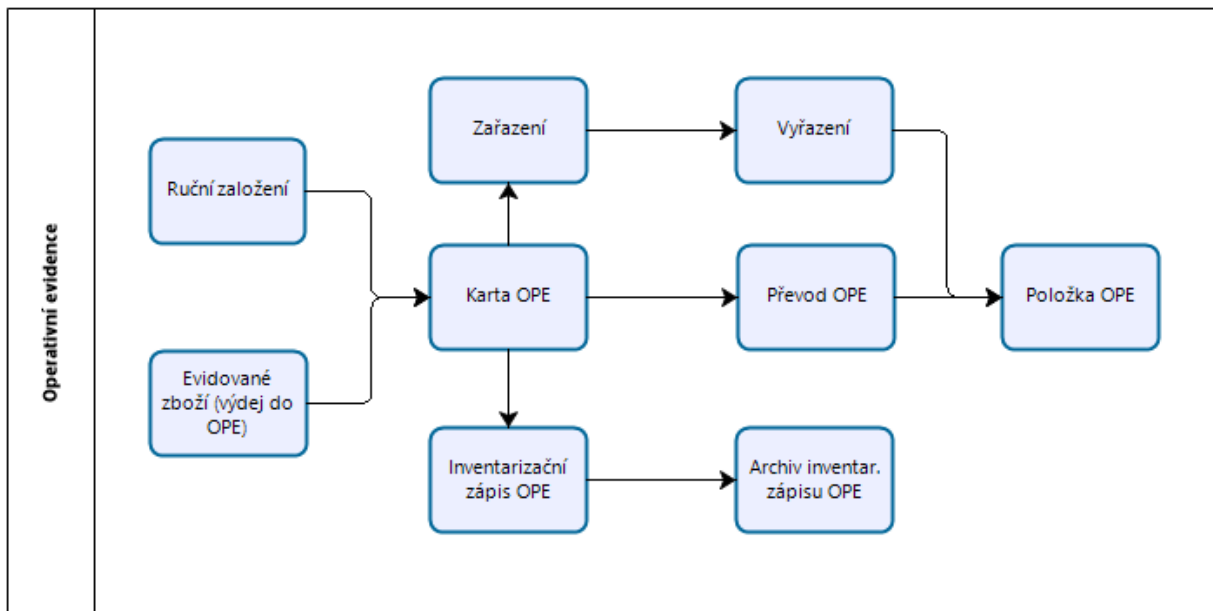 Operativní evidence
Ruční založení
Evidované
zboží (výdej do
OPE)
Zařazení
Vyřazení
Karta OPE
Převod OPE
Položka OPE
Inventarizační
zápis OPE
Archiv inventar.
zápisu OPE